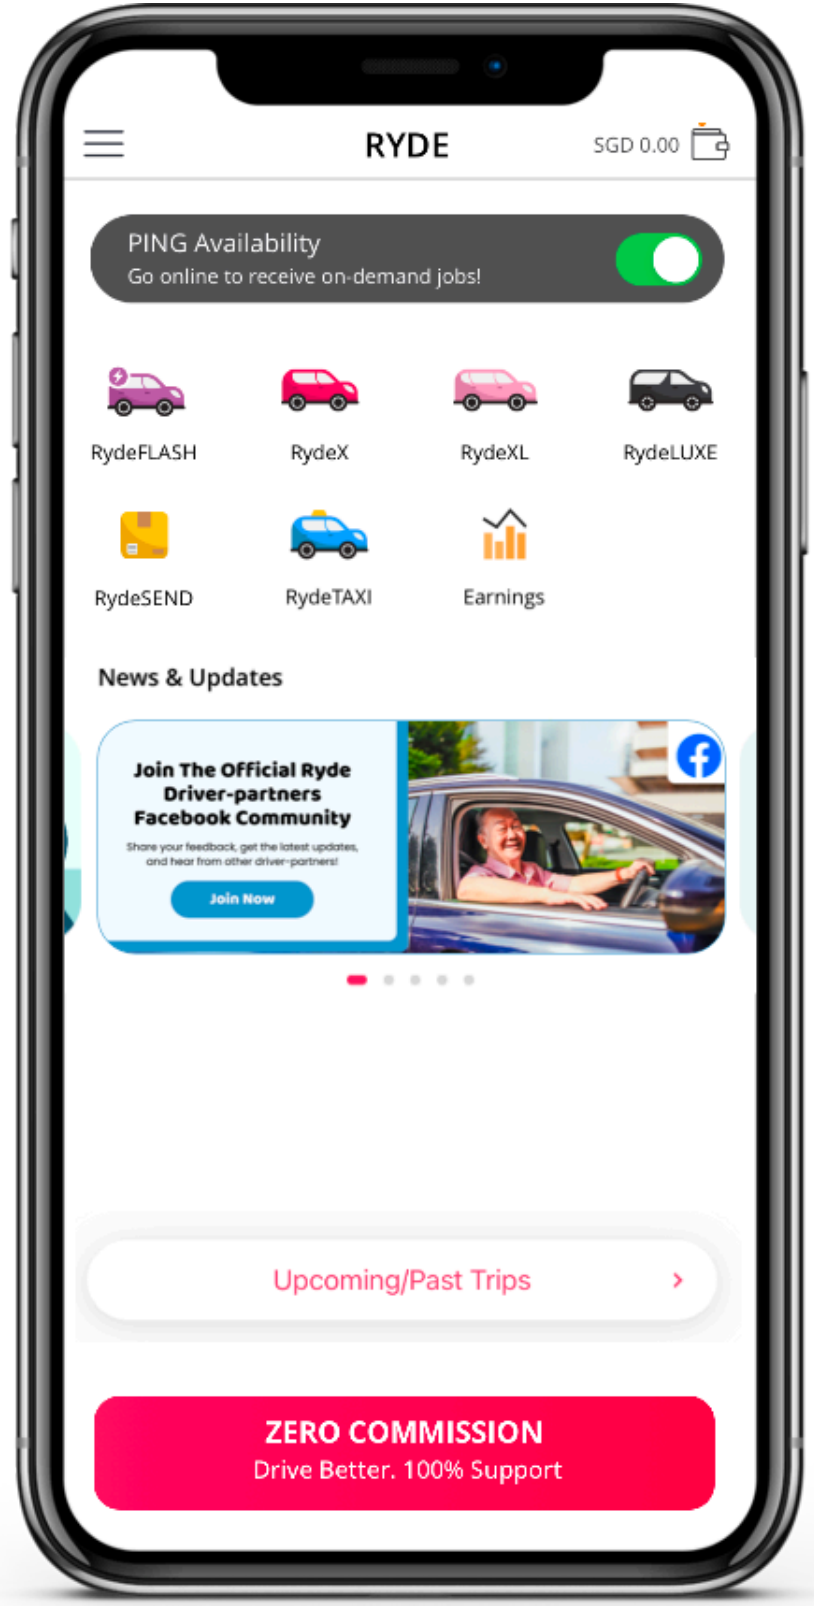 RYDE
SGD 0.00
PING Availability
Go online to receive on-demand jobs!
RydeFLASH
RydeX
RydeXL
RydeLUXE
RydeSEND
RydeTAXI
Earnings
News & Updates
Join The Official Ryde
Driver-partners
Facebook Community
Share your feedback, get the latest updates,
and hear from other driver-partners!
Join Now
Upcoming/Past Trips
ZERO COMMISSION
Drive Better. 100% Support